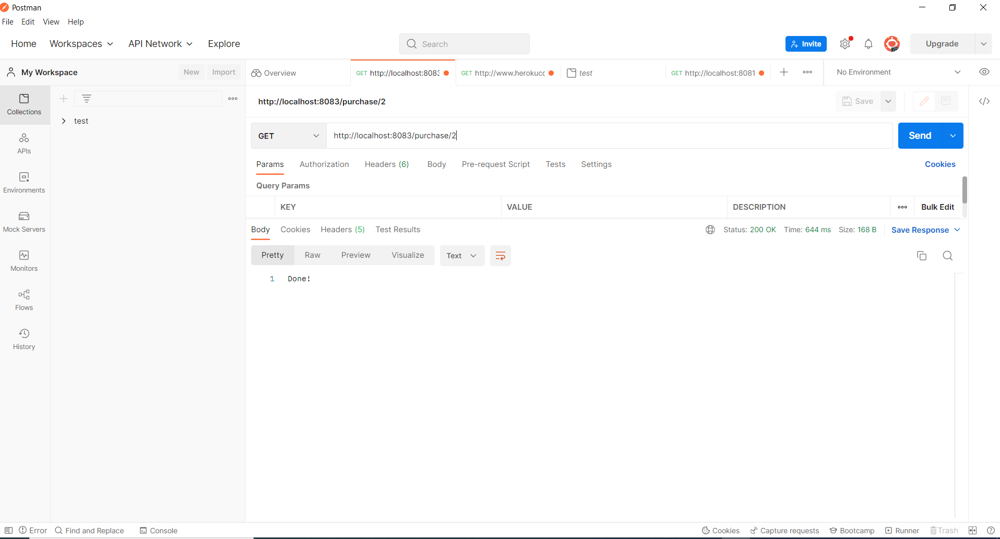 Postman
File Edit View Help
Home Workspaces API Network Explore Search Invite Upgrade
My Workspace New Import
Overview GET http://localhost:8083 GET http://www.herokucc test GET http://localhost:8081 No Environment
Collections
APIs
Environments
Mock Servers
Monitors
Flows
History
test
http://localhost:8083/purchase/2 Save
GET http://localhost:8083/purchase/2 Send
Params Authorization Headers (6) Body Pre-request Script Tests Settings Cookies
Query Params
KEY VALUE DESCRIPTION Bulk Edit
Body Cookies Headers (5) Test Results Status: 200 OK Time: 644 ms Size: 168 B Save Response
Pretty Raw Preview Visualize Text
1 Done!
Error Find and Replace Console Cookies Capture requests Bootcamp Runner Trash